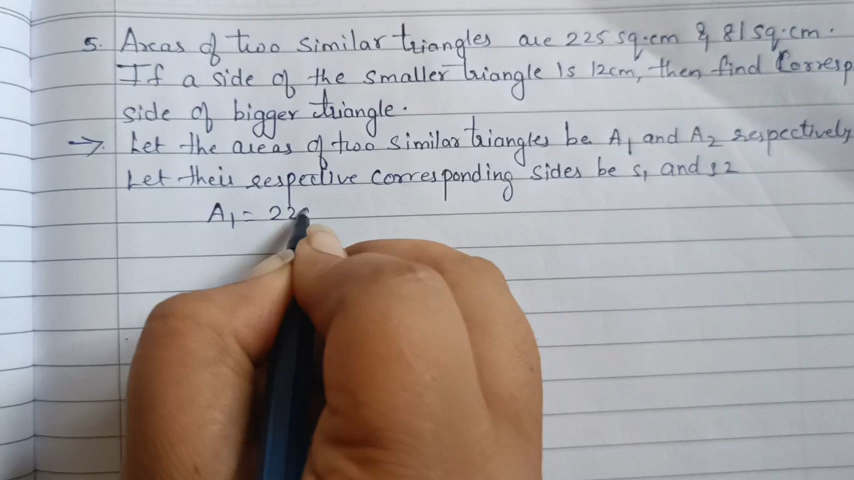 5. Areas of two similar triangles are 225 sq.cm & 81 sq.cm.
If a side of the smaller triangle is 12cm, then find Corresp
side of bigger triangle.
→ Let the areas of two similar triangles be A₁ and A₂ respectively
Let their respective corresponding sides be s₁ and s2
A₁ = 22